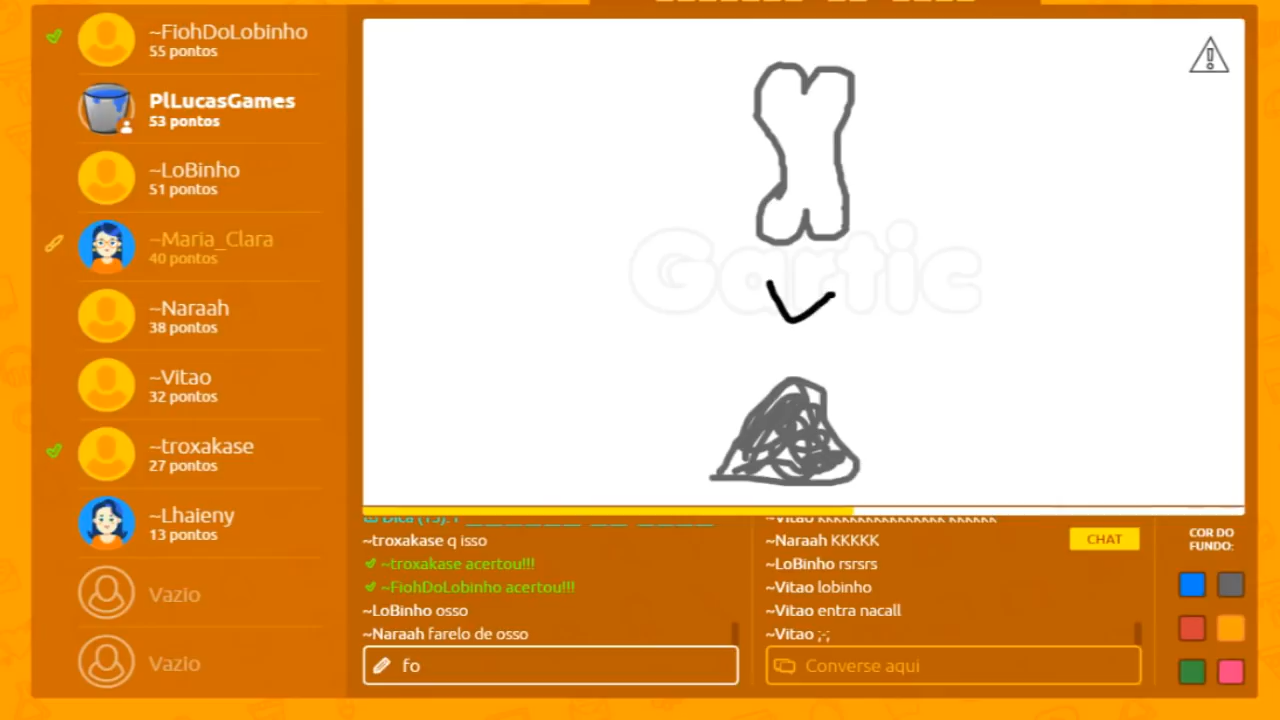 ~FiohDoLobinho
55 pontos
PlLucasGames
53 pontos
~LoBinho
51 pontos
~Maria_Clara
40 pontos
~Naraah
38 pontos
~Vitao
32 pontos
~troxakase
27 pontos
~Lhaieny
13 pontos
Vazio
Vazio
Gartic
~troxakase q isso
~troxakase acertou!!!
~FiohDoLobinho acertou!!!
~LoBinho osso
~Naraah farelo de osso
fo
~Naraah KKKKK
~LoBinho rsrsrs
~Vitao lobinho
~Vitao entra nacall
~Vitao ;-;
Converse aqui
CHAT
COR DO
FUNDO: